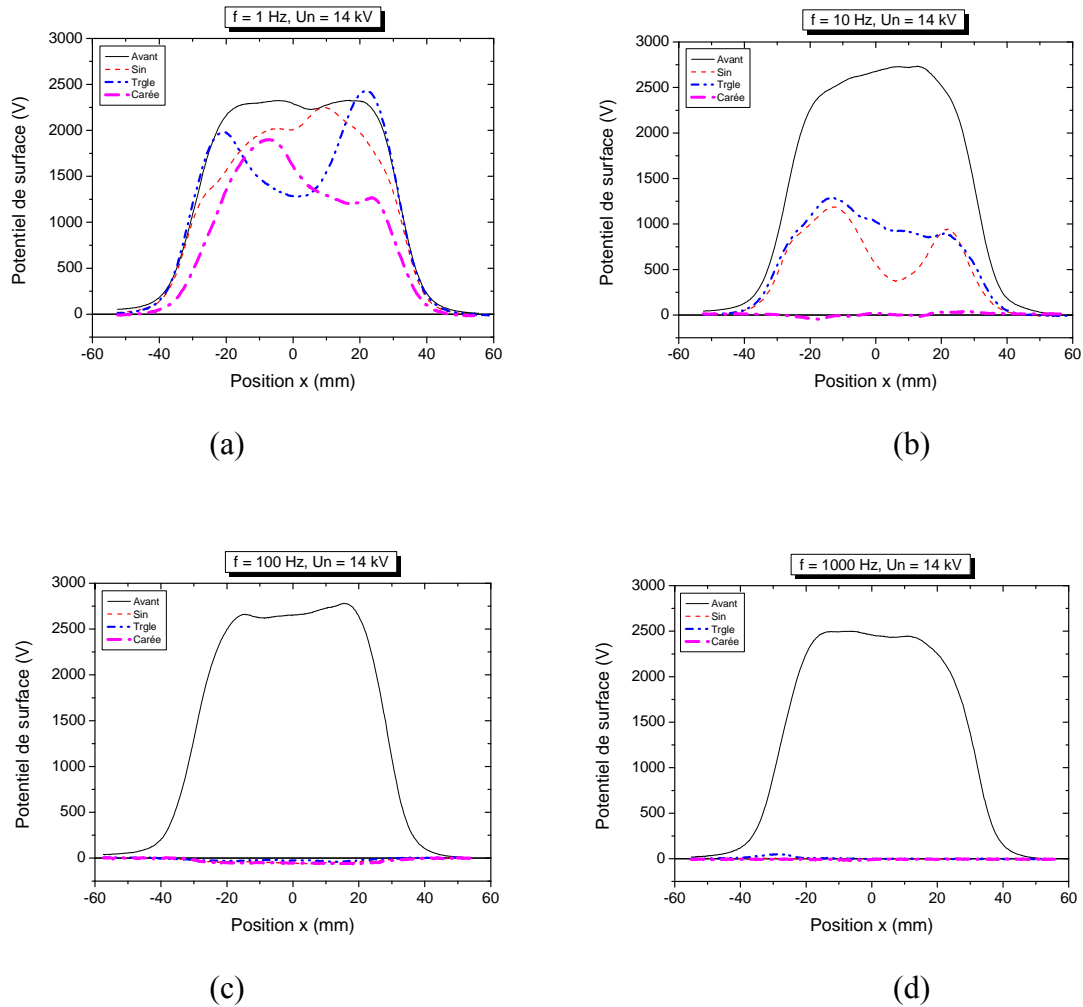 f = 1 Hz, Un = 14 kV
3000
2500
2000
1500
1000
500
0
Potentiel de surface (V)
Avant
Sin
Trgle
Carée
-60 -40 -20 0 20 40 60
Position x (mm)
(a)
f = 10 Hz, Un = 14 kV
3000
2500
2000
1500
1000
500
0
Potentiel de surface (V)
Avant
Sin
Trgle
Carée
-60 -40 -20 0 20 40 60
Position x (mm)
(b)
f = 100 Hz, Un = 14 kV
3000
2500
2000
1500
1000
500
0
Potentiel de surface (V)
Avant
Sin
Trgle
Carée
-60 -40 -20 0 20 40 60
Position x (mm)
(c)
f = 1000 Hz, Un = 14 kV
3000
2500
2000
1500
1000
500
0
Potentiel de surface (V)
Avant
Sin
Trgle
Carée
-60 -40 -20 0 20 40 60
Position x (mm)
(d)